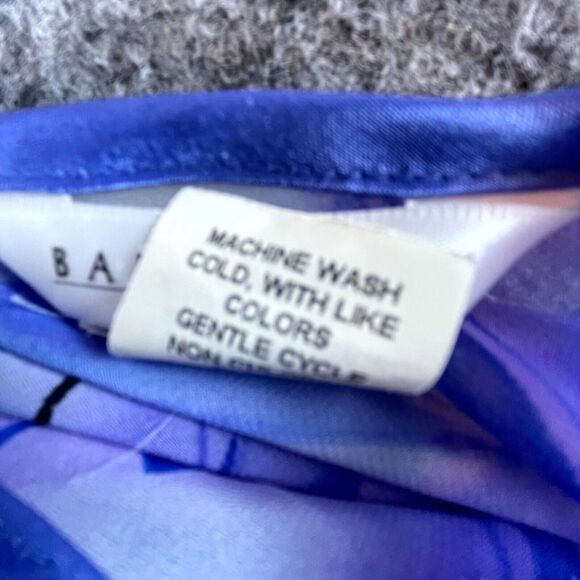 BA
MACHINE WASH
COLD, WITH LIKE
COLORS
GENTLE CYCLE